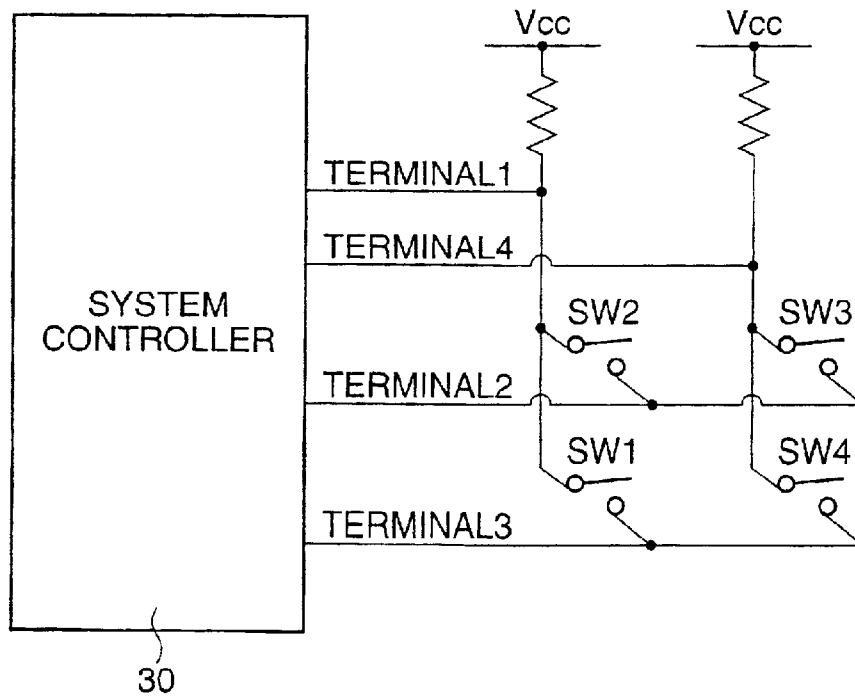 Vcc Vcc
TERMINAL1
TERMINAL4
SYSTEM
CONTROLLER
SW2 SW3
TERMINAL2
SW1 SW4
TERMINAL3
30